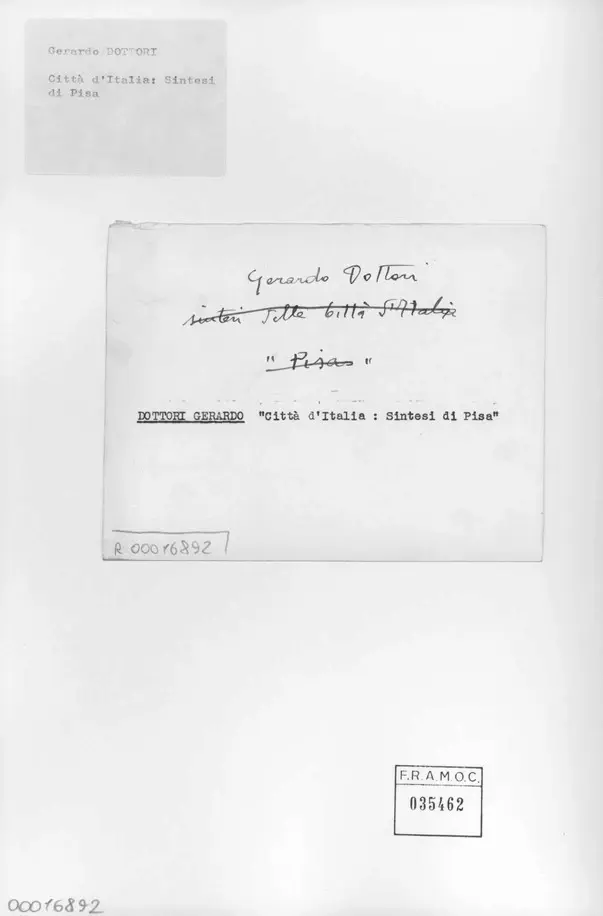 Gerardo DOTTORI
Città d'Italia: Sintesi
di Pisa
Gerardo Dottori
sintesi delle città d'Italia
"Pisa"
DOTTORI GERARDO "Città d'Italia : Sintesi di Pisa"
R 00016892
F.R.A.M.O.C.
035462
00016892